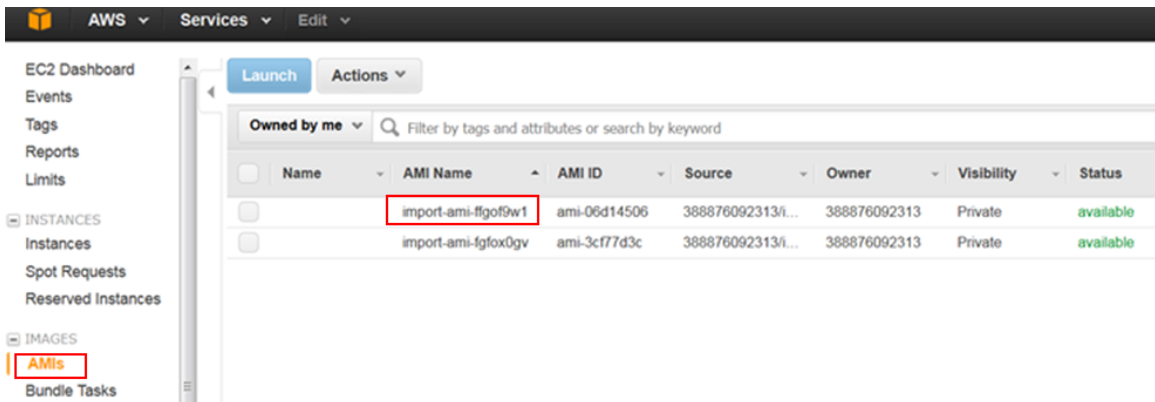 AWS Services Edit
EC2 Dashboard
Events
Tags
Reports
Limits
INSTANCES
Instances
Spot Requests
Reserved Instances
IMAGES
AMIs
Bundle Tasks
Launch Actions
Owned by me Filter by tags and attributes or search by keyword
Name AMI Name AMI ID Source Owner Visibility Status
import-ami-ffgof9w1 ami-06d14506 388876092313/i... 388876092313 Private available
import-ami-fgfox0gv ami-3cf77d3c 388876092313/i... 388876092313 Private available